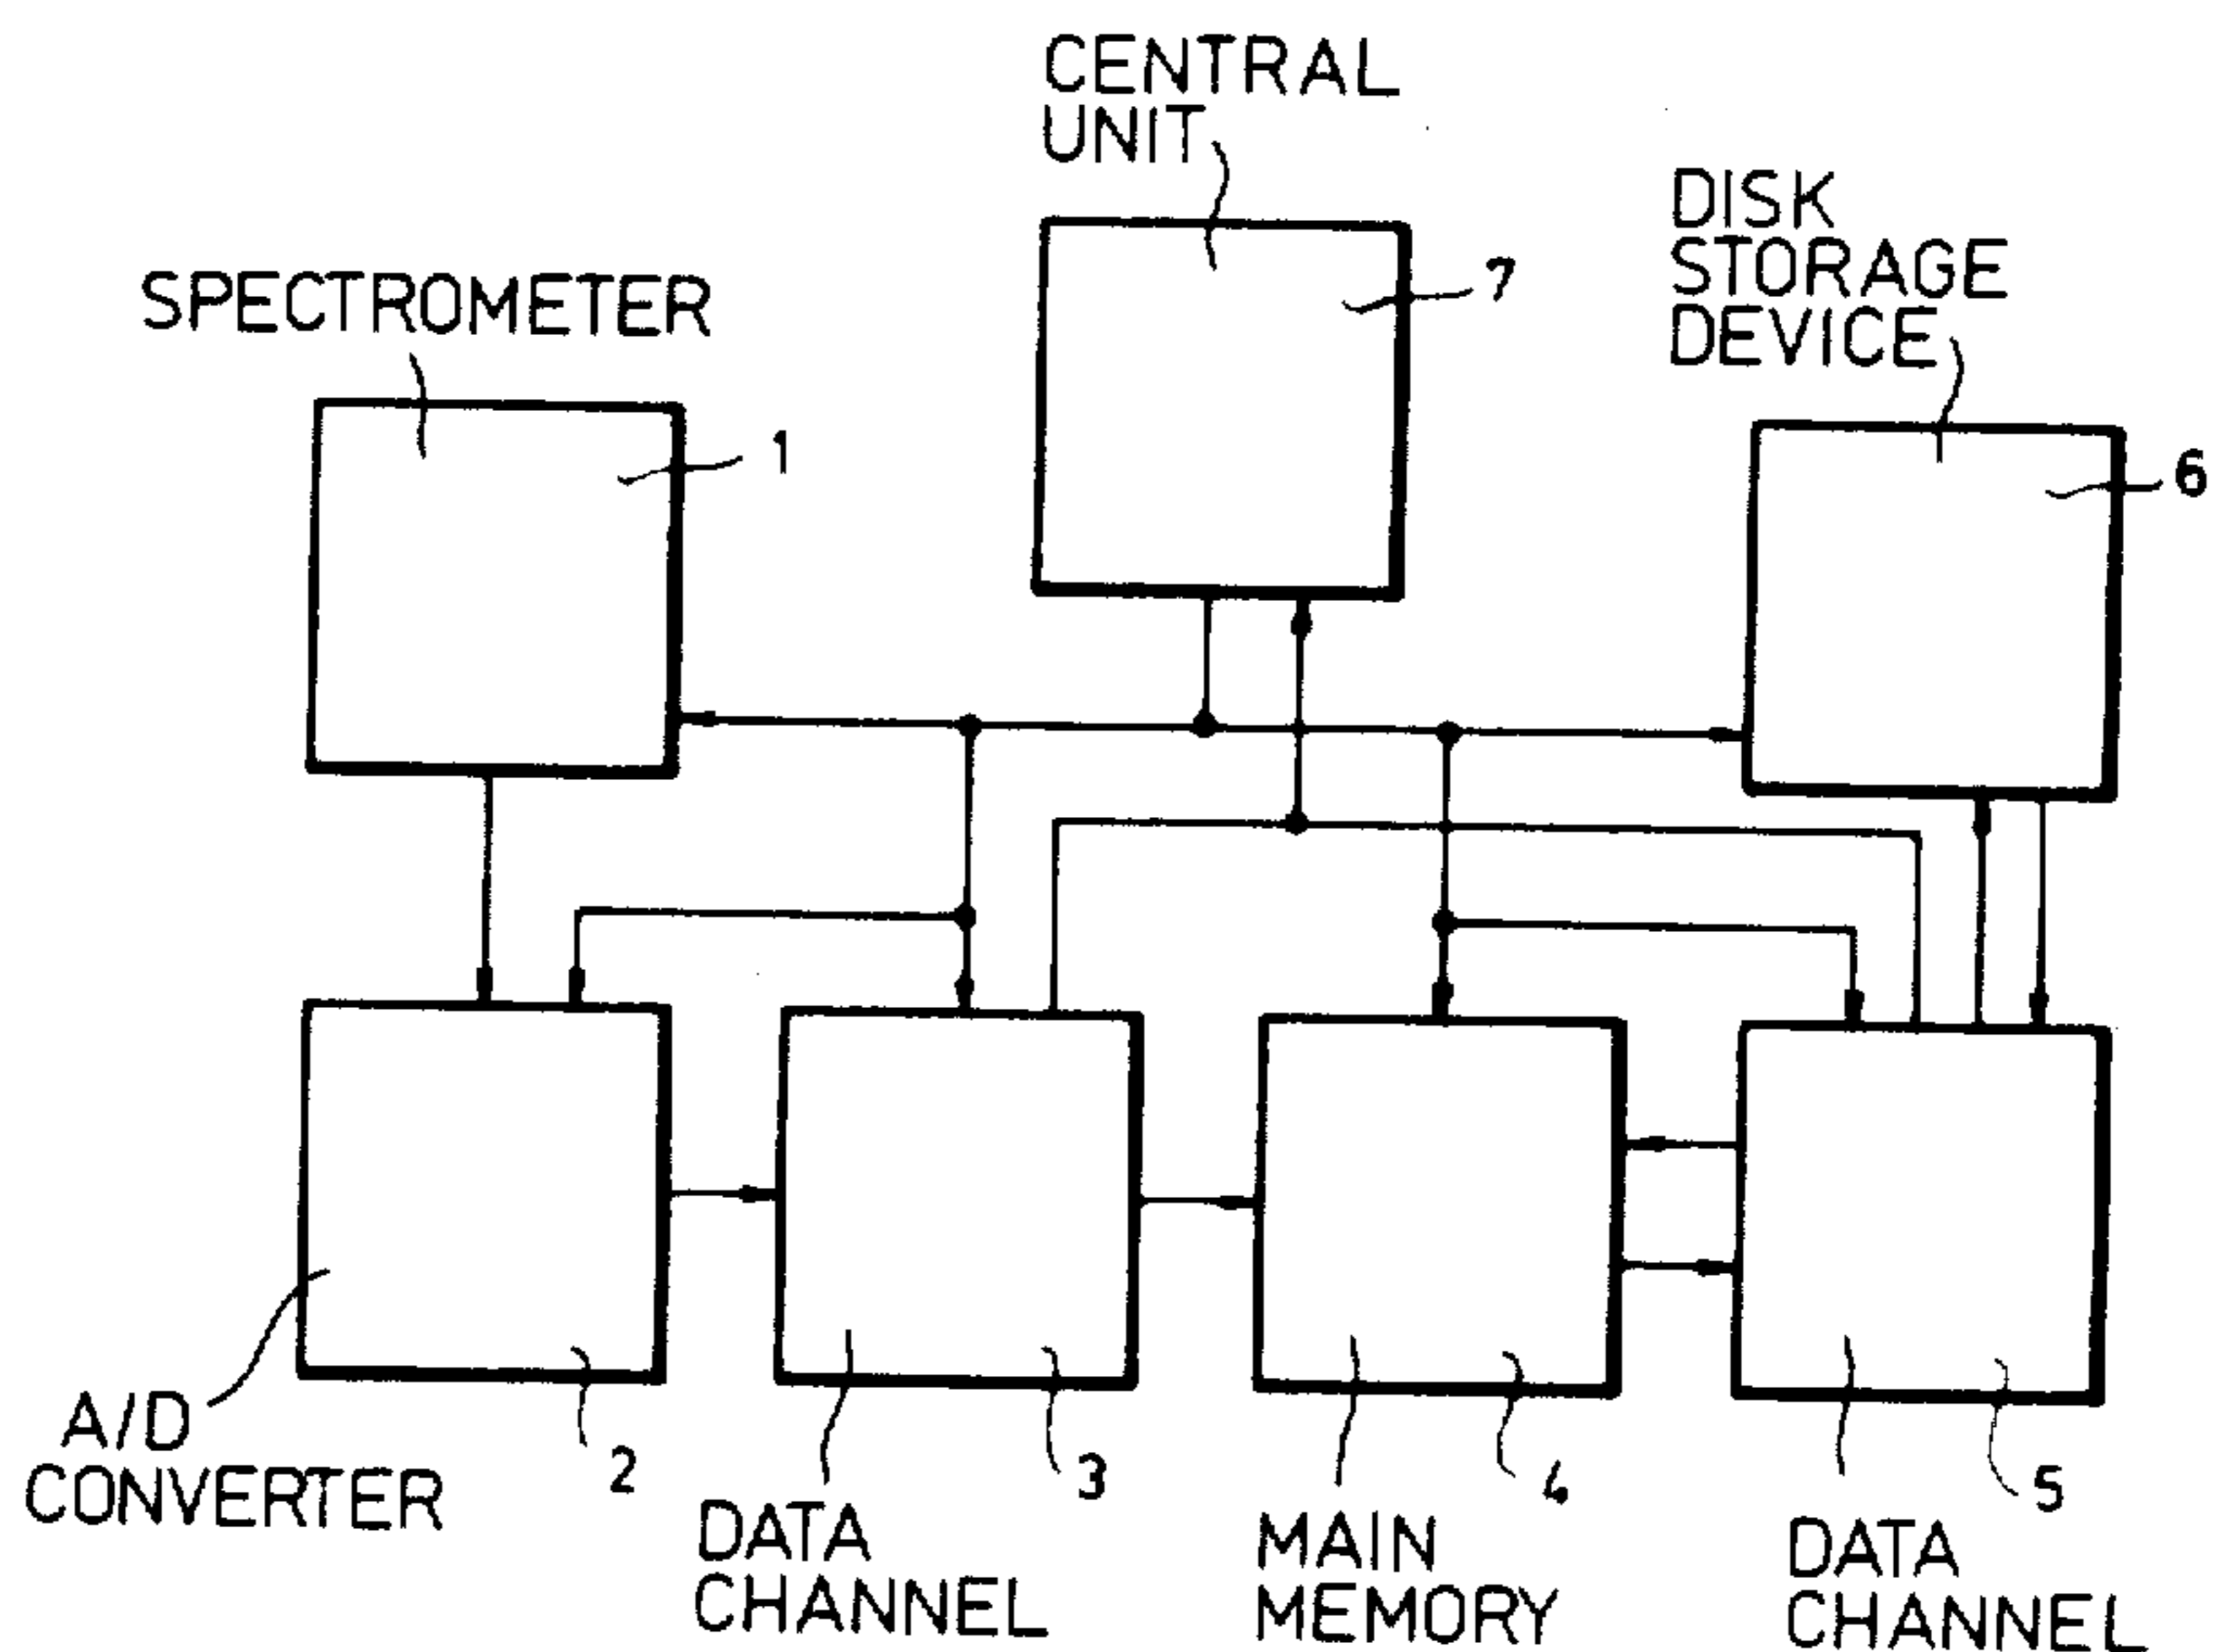 CENTRAL
UNIT
7
DISK
STORAGE
DEVICE
6
SPECTROMETER
1
A/D
CONVERTER
2
DATA
CHANNEL
3
MAIN
MEMORY
4
DATA
CHANNEL
5